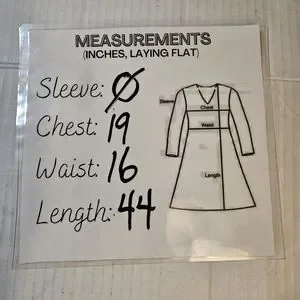 MEASUREMENTS
(INCHES, LAYING FLAT)
Sleeve: Ø
Chest: 19
Waist: 16
Length: 44
Sleeve
Chest
Waist
Length